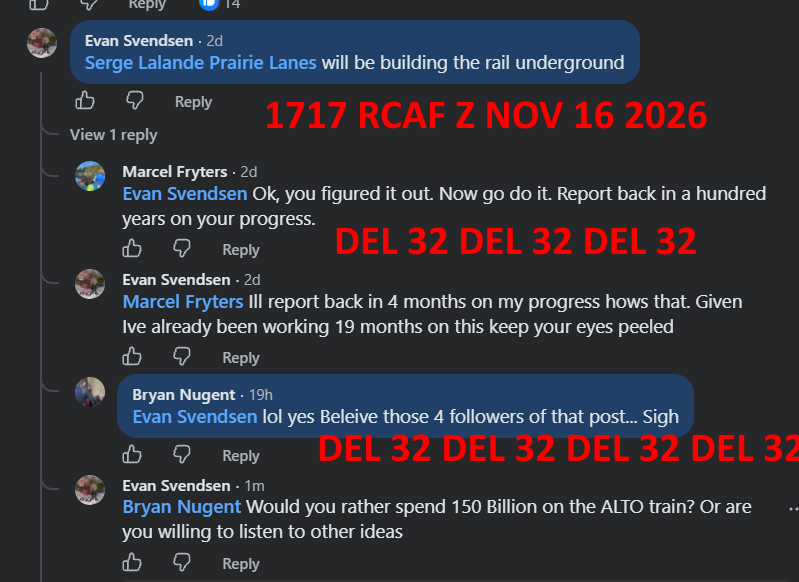 Reply 14
Evan Svendsen · 2d
Serge Lalande Prairie Lanes will be building the rail underground
Reply
1717 RCAF Z NOV 16 2026
View 1 reply
Marcel Fryters · 2d
Evan Svendsen Ok, you figured it out. Now go do it. Report back in a hundred
years on your progress.
DEL 32 DEL 32 DEL 32
Reply
Evan Svendsen · 2d
Marcel Fryters Ill report back in 4 months on my progress hows that. Given
Ive already been working 19 months on this keep your eyes peeled
Reply
Bryan Nugent · 19h
Evan Svendsen lol yes Beleive those 4 followers of that post... Sigh
DEL 32 DEL 32 DEL 32 DEL 32
Reply
Evan Svendsen · 1m
Bryan Nugent Would you rather spend 150 Billion on the ALTO train? Or are
you willing to listen to other ideas
Reply